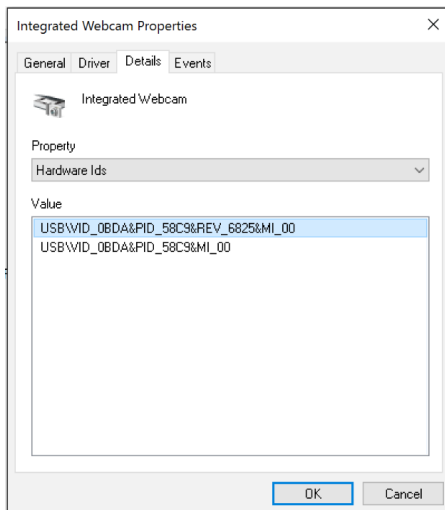 Integrated Webcam Properties
General Driver Details Events
Integrated Webcam
Property
Hardware Ids
Value
USB\VID_0BDA&PID_58C9&REV_6825&MI_00
USB\VID_0BDA&PID_58C9&MI_00
OK Cancel